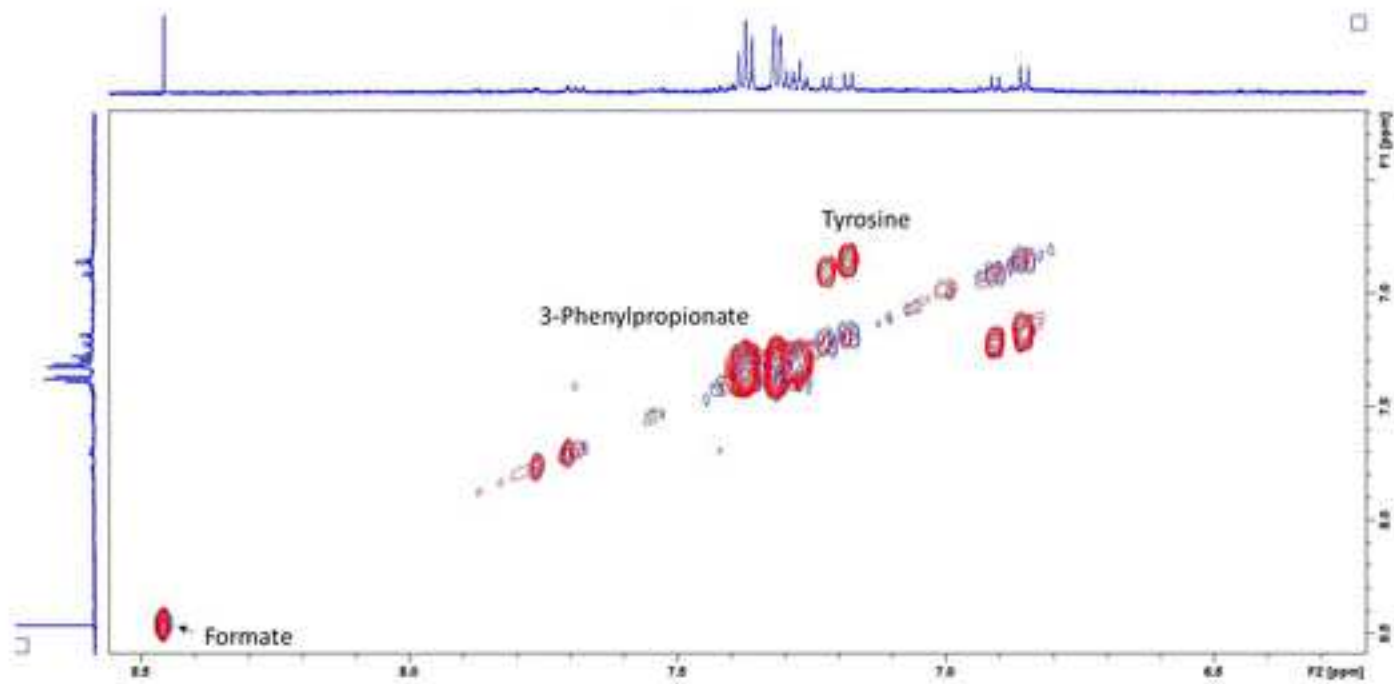 F1 [ppm]
Tyrosine
7.0
3-Phenylpropionate
7.5
8.0
Formate
8.5
8.5 8.0 7.5 7.0 6.5 F2 [ppm]